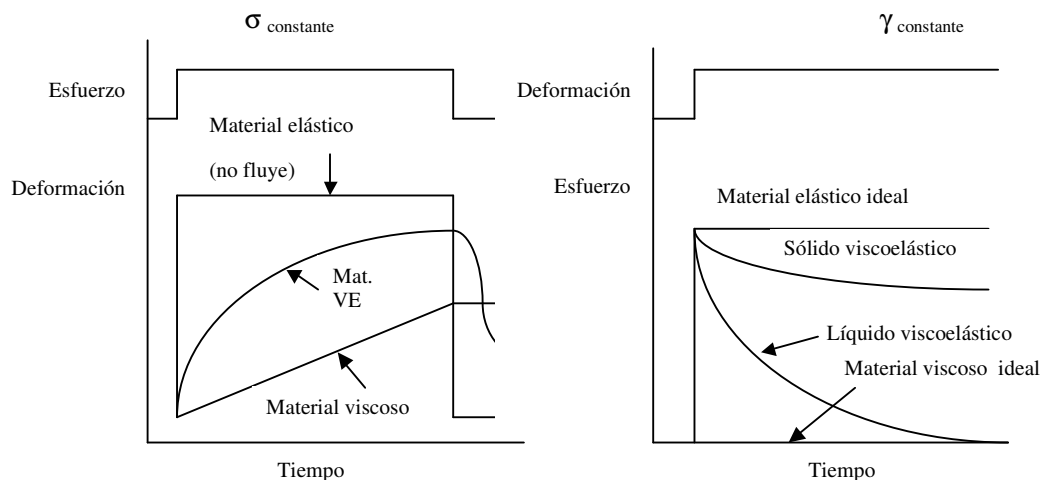 σ constante
Esfuerzo
Material elástico
(no fluye)
Deformación
Mat.
VE
Material viscoso
Tiempo
γ constante
Deformación
Esfuerzo
Material elástico ideal
Sólido viscoelástico
Líquido viscoelástico
Material viscoso ideal
Tiempo